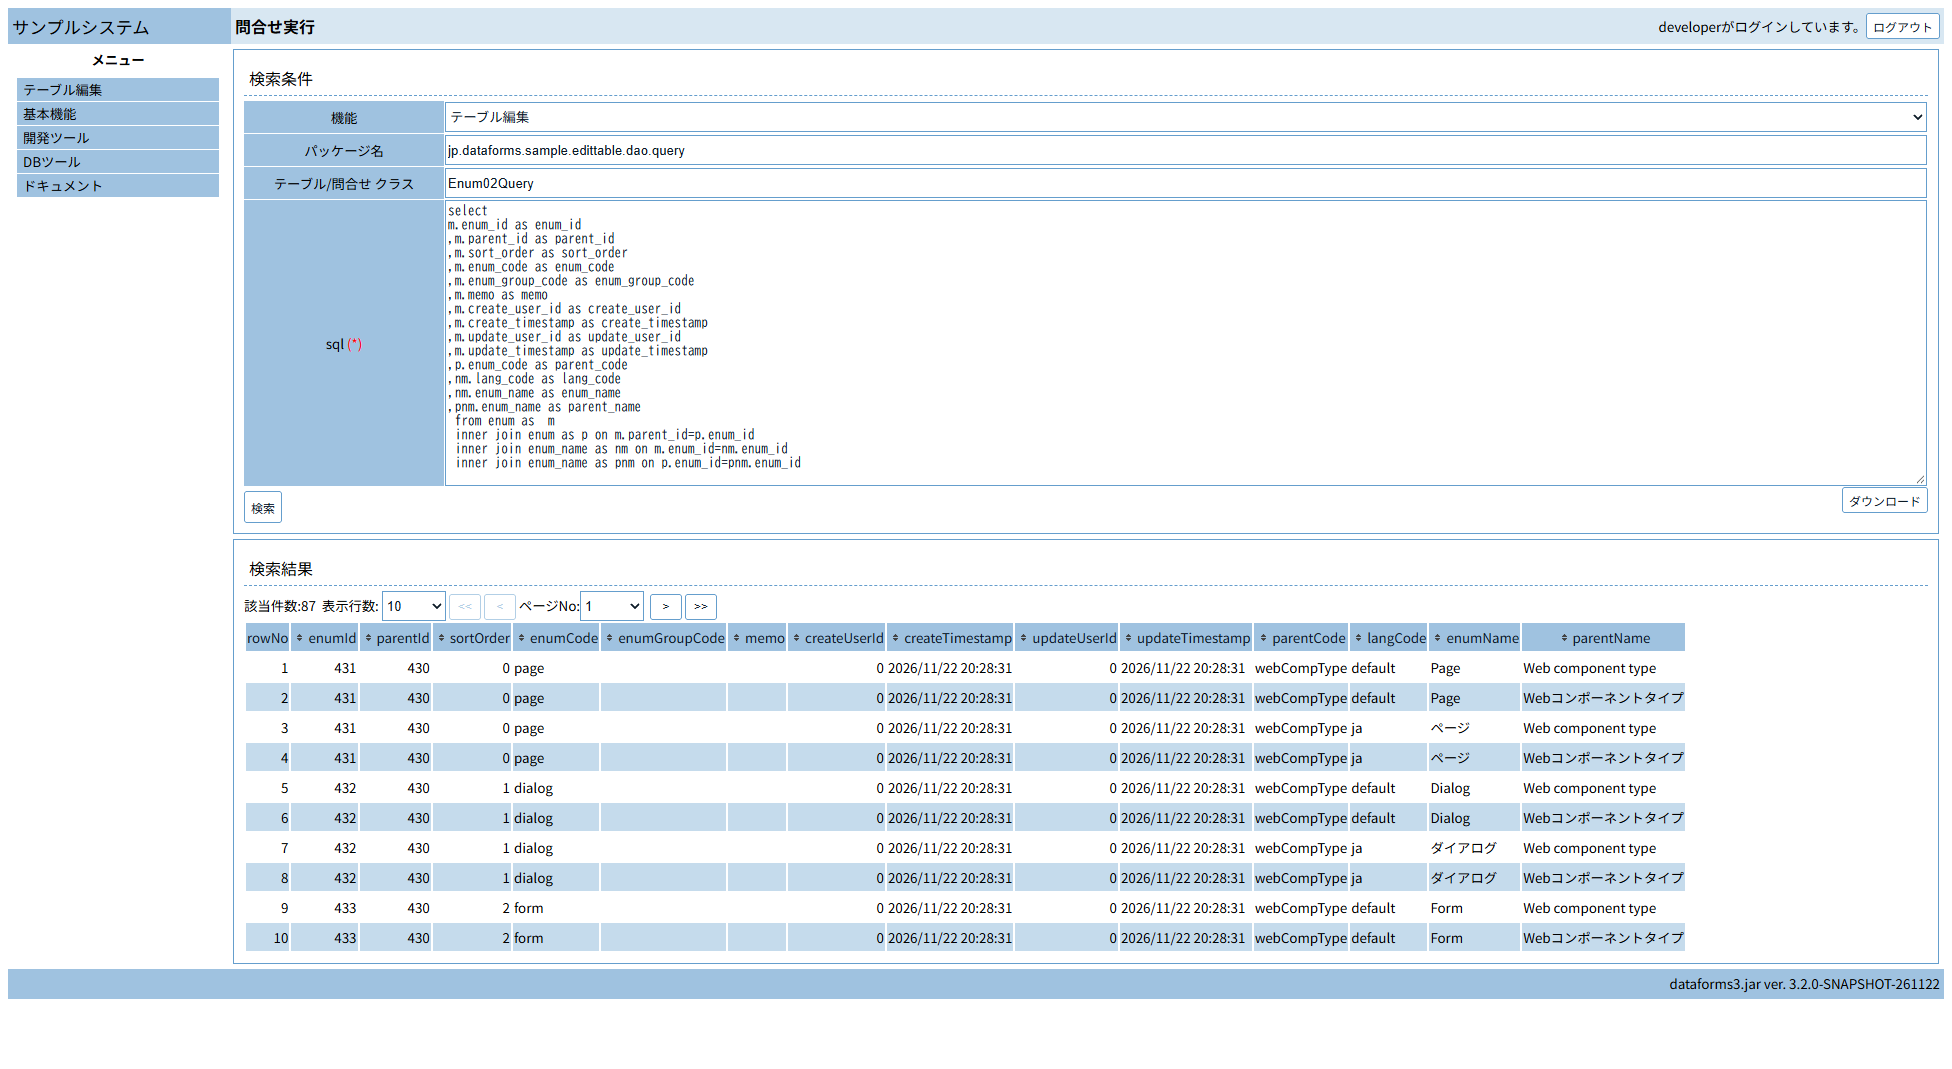 サンプルシステム
問合せ実行
developerがログインしています。 ログアウト
メニュー
テーブル編集
基本機能
開発ツール
DBツール
ドキュメント
検索条件
機能 テーブル編集
パッケージ名 jp.dataforms.sample.edittable.dao.query
テーブル/問合せ クラス Enum02Query
sql (*)
select
m.enum_id as enum_id
,m.parent_id as parent_id
,m.sort_order as sort_order
,m.enum_code as enum_code
,m.enum_group_code as enum_group_code
,m.memo as memo
,m.create_user_id as create_user_id
,m.create_timestamp as create_timestamp
,m.update_user_id as update_user_id
,m.update_timestamp as update_timestamp
,p.enum_code as parent_code
,nm.lang_code as lang_code
,nm.enum_name as enum_name
,pnm.enum_name as parent_name
from enum as  m
inner join enum as p on m.parent_id=p.enum_id
inner join enum_name as nm on m.enum_id=nm.enum_id
inner join enum_name as pnm on p.enum_id=pnm.enum_id
検索 ダウンロード
検索結果
該当件数:87 表示行数: 10 << < ページNo: 1 > >>
rowNo enumId parentId sortOrder enumCode enumGroupCode memo createUserId createTimestamp updateUserId updateTimestamp parentCode langCode enumName parentName
1 431 430 0 page 0 2026/11/22 20:28:31 0 2026/11/22 20:28:31 webCompType default Page Web component type
2 431 430 0 page 0 2026/11/22 20:28:31 0 2026/11/22 20:28:31 webCompType default Page Webコンポーネントタイプ
3 431 430 0 page 0 2026/11/22 20:28:31 0 2026/11/22 20:28:31 webCompType ja ページ Web component type
4 431 430 0 page 0 2026/11/22 20:28:31 0 2026/11/22 20:28:31 webCompType ja ページ Webコンポーネントタイプ
5 432 430 1 dialog 0 2026/11/22 20:28:31 0 2026/11/22 20:28:31 webCompType default Dialog Web component type
6 432 430 1 dialog 0 2026/11/22 20:28:31 0 2026/11/22 20:28:31 webCompType default Dialog Webコンポーネントタイプ
7 432 430 1 dialog 0 2026/11/22 20:28:31 0 2026/11/22 20:28:31 webCompType ja ダイアログ Web component type
8 432 430 1 dialog 0 2026/11/22 20:28:31 0 2026/11/22 20:28:31 webCompType ja ダイアログ Webコンポーネントタイプ
9 433 430 2 form 0 2026/11/22 20:28:31 0 2026/11/22 20:28:31 webCompType default Form Web component type
10 433 430 2 form 0 2026/11/22 20:28:31 0 2026/11/22 20:28:31 webCompType default Form Webコンポーネントタイプ
dataforms3.jar ver. 3.2.0-SNAPSHOT-261122